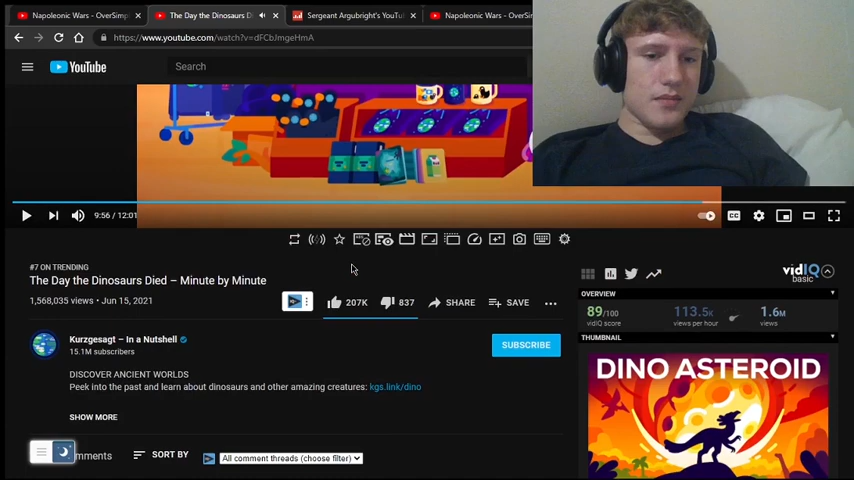 Napoleonic Wars - OverSimp
The Day the Dinosaurs D
Sergeant Argubright's YouT
Napoleonic Wars - OverSim
https://www.youtube.com/watch?v=dFCbJmgeHmA
YouTube
Search
9:56 / 12:01
#7 ON TRENDING
The Day the Dinosaurs Died – Minute by Minute
1,568,035 views • Jun 15, 2021
207K
837
SHARE
SAVE
Kurzgesagt – In a Nutshell
15.1M subscribers
SUBSCRIBE
DISCOVER ANCIENT WORLDS
Peek into the past and learn about dinosaurs and other amazing creatures: kgs.link/dino
SHOW MORE
mments
SORT BY
All comment threads (choose filter)
vidIQ
basic
OVERVIEW
89/100
vidIQ score
113.5K
views per hour
1.6M
views
THUMBNAIL
DINO ASTEROID